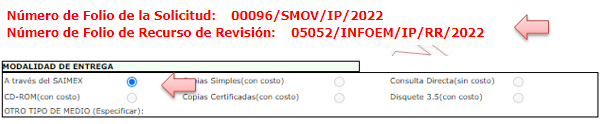 Número de Folio de la Solicitud: 00096/SMOV/IP/2022
Número de Folio de Recurso de Revisión: 05052/INFOEM/IP/RR/2022
MODALIDAD DE ENTREGA
A través del SAIMEX Copias Simples(con costo) Consulta Directa(sin costo)
CD-ROM(con costo) Copias Certificadas(con costo) Disquete 3.5(con costo)
OTRO TIPO DE MEDIO (Especificar):